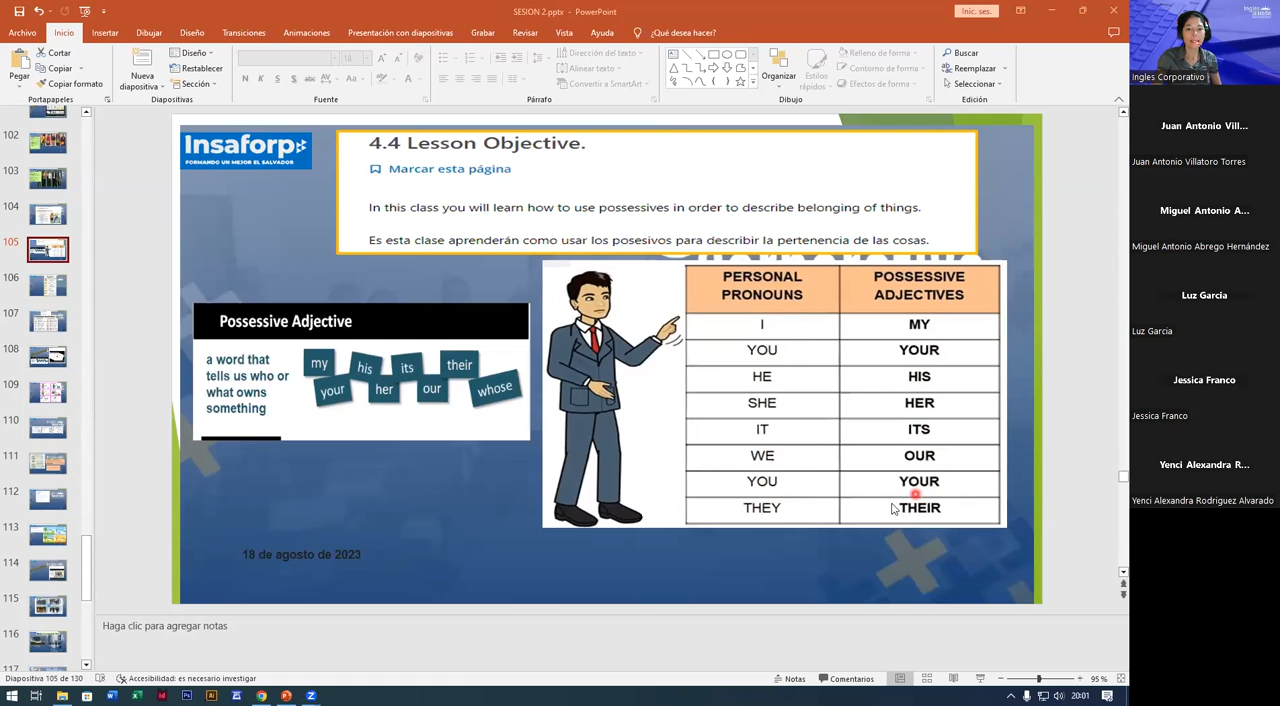 SESION 2.pptx - PowerPoint
Inic. ses.
Archivo Inicio Insertar Dibujar Diseño Transiciones Animaciones Presentación con diapositivas Grabar Revisar Vista Ayuda ¿Qué desea hacer?
Pegar
Cortar
Copiar
Copiar formato
Portapapeles
Nueva diapositiva
Diseño
Restablecer
Sección
Diapositivas
18
N K S S abc AV Aa A
Fuente
Dirección del texto
Alinear texto
Convertir a SmartArt
Párrafo
Organizar
Estilos rápidos
Relleno de forma
Contorno de forma
Efectos de forma
Dibujo
Buscar
Reemplazar
Seleccionar
Edición
102
103
104
105
106
107
108
109
110
111
112
113
114
115
116
117
Insaforp
FORMANDO UN MEJOR EL SALVADOR
4.4 Lesson Objective.
Marcar esta página
In this class you will learn how to use possessives in order to describe belonging of things.
Es esta clase aprenderán como usar los posesivos para describir la pertenencia de las cosas.
Possessive Adjective
a word that
tells us who or
what owns
something
my his its their
your her our whose
PERSONAL PRONOUNS POSSESSIVE ADJECTIVES
I MY
YOU YOUR
HE HIS
SHE HER
IT ITS
WE OUR
YOU YOUR
THEY THEIR
18 de agosto de 2023
Haga clic para agregar notas
Diapositiva 105 de 130 Accesibilidad: es necesario investigar Notas Comentarios 95 %
20:01
Ingles Corporativo
Juan Antonio Vill...
Juan Antonio Villatoro Torres
Miguel Antonio A...
Miguel Antonio Abrego Hernández
Luz Garcia
Luz Garcia
Jessica Franco
Jessica Franco
Yenci Alexandra R...
Yenci Alexandra Rodriguez Alvarado